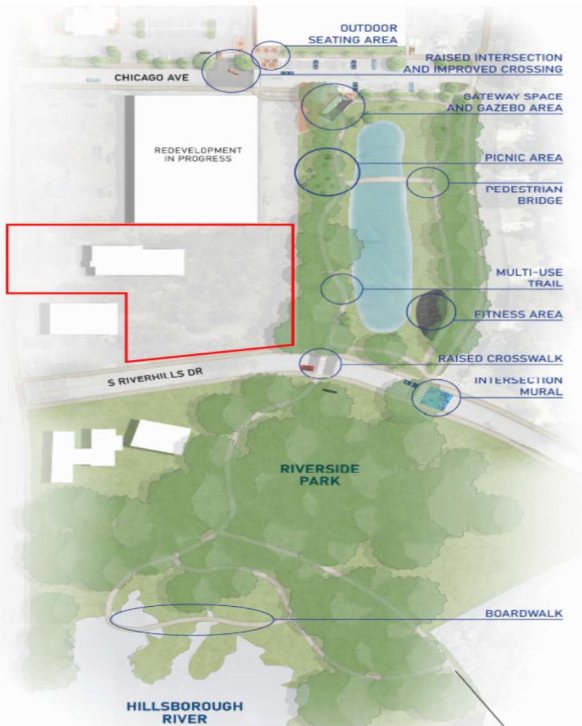 OUTDOOR
SEATING AREA
RAISED INTERSECTION
AND IMPROVED CROSSING
CHICAGO AVE
GATEWAY SPACE
AND GAZEBO AREA
REDEVELOPMENT
IN PROGRESS
PICNIC AREA
PEDESTRIAN
BRIDGE
MULTI-USE
TRAIL
FITNESS AREA
RAISED CROSSWALK
S RIVERHILLS DR
INTERSECTION
MURAL
RIVERSIDE
PARK
BOARDWALK
HILLSBOROUGH
RIVER